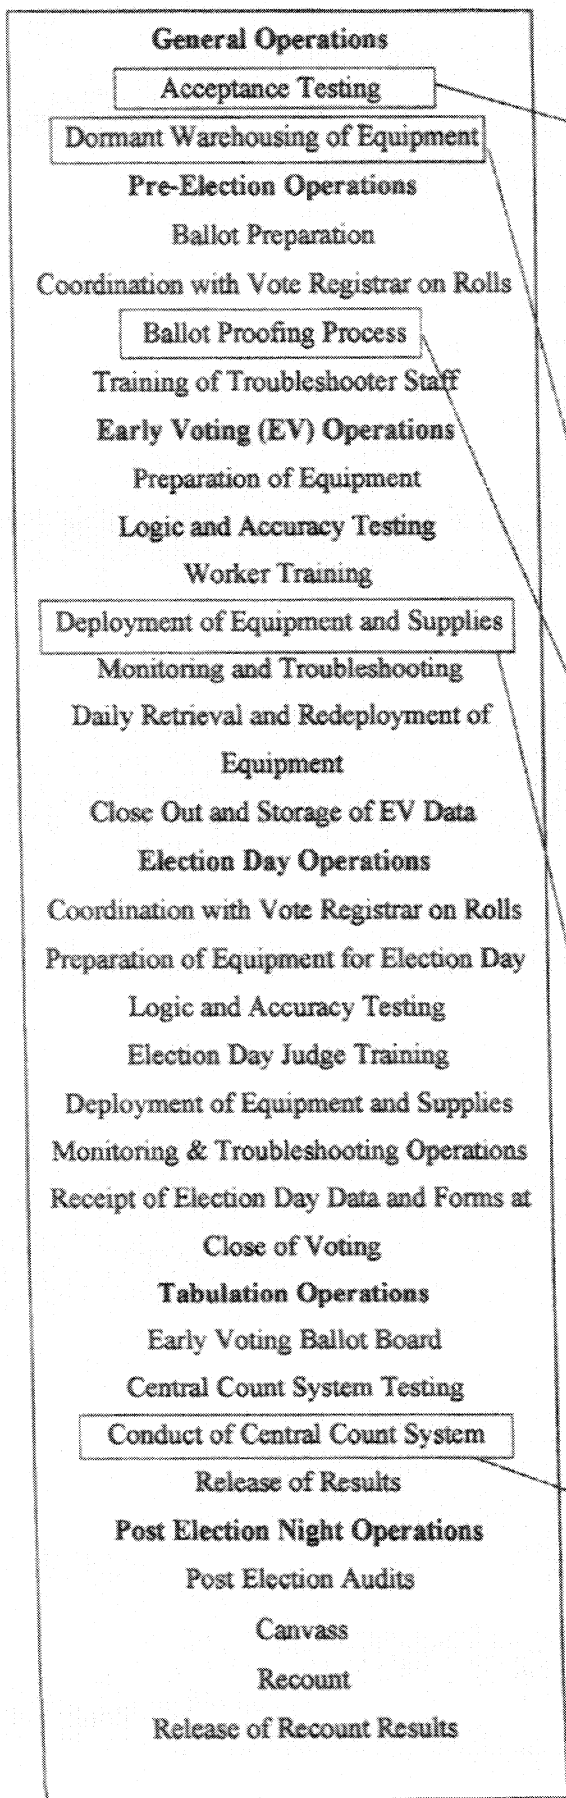 General Operations
Acceptance Testing
Dormant Warehousing of Equipment
Pre-Election Operations
Ballot Preparation
Coordination with Vote Registrar on Rolls
Ballot Proofing Process
Training of Troubleshooter Staff
Early Voting (EV) Operations
Preparation of Equipment
Logic and Accuracy Testing
Worker Training
Deployment of Equipment and Supplies
Monitoring and Troubleshooting
Daily Retrieval and Redeployment of
Equipment
Close Out and Storage of EV Data
Election Day Operations
Coordination with Vote Registrar on Rolls
Preparation of Equipment for Election Day
Logic and Accuracy Testing
Election Day Judge Training
Deployment of Equipment and Supplies
Monitoring & Troubleshooting Operations
Receipt of Election Day Data and Forms at
Close of Voting
Tabulation Operations
Early Voting Ballot Board
Central Count System Testing
Conduct of Central Count System
Release of Results
Post Election Night Operations
Post Election Audits
Canvass
Recount
Release of Recount Results